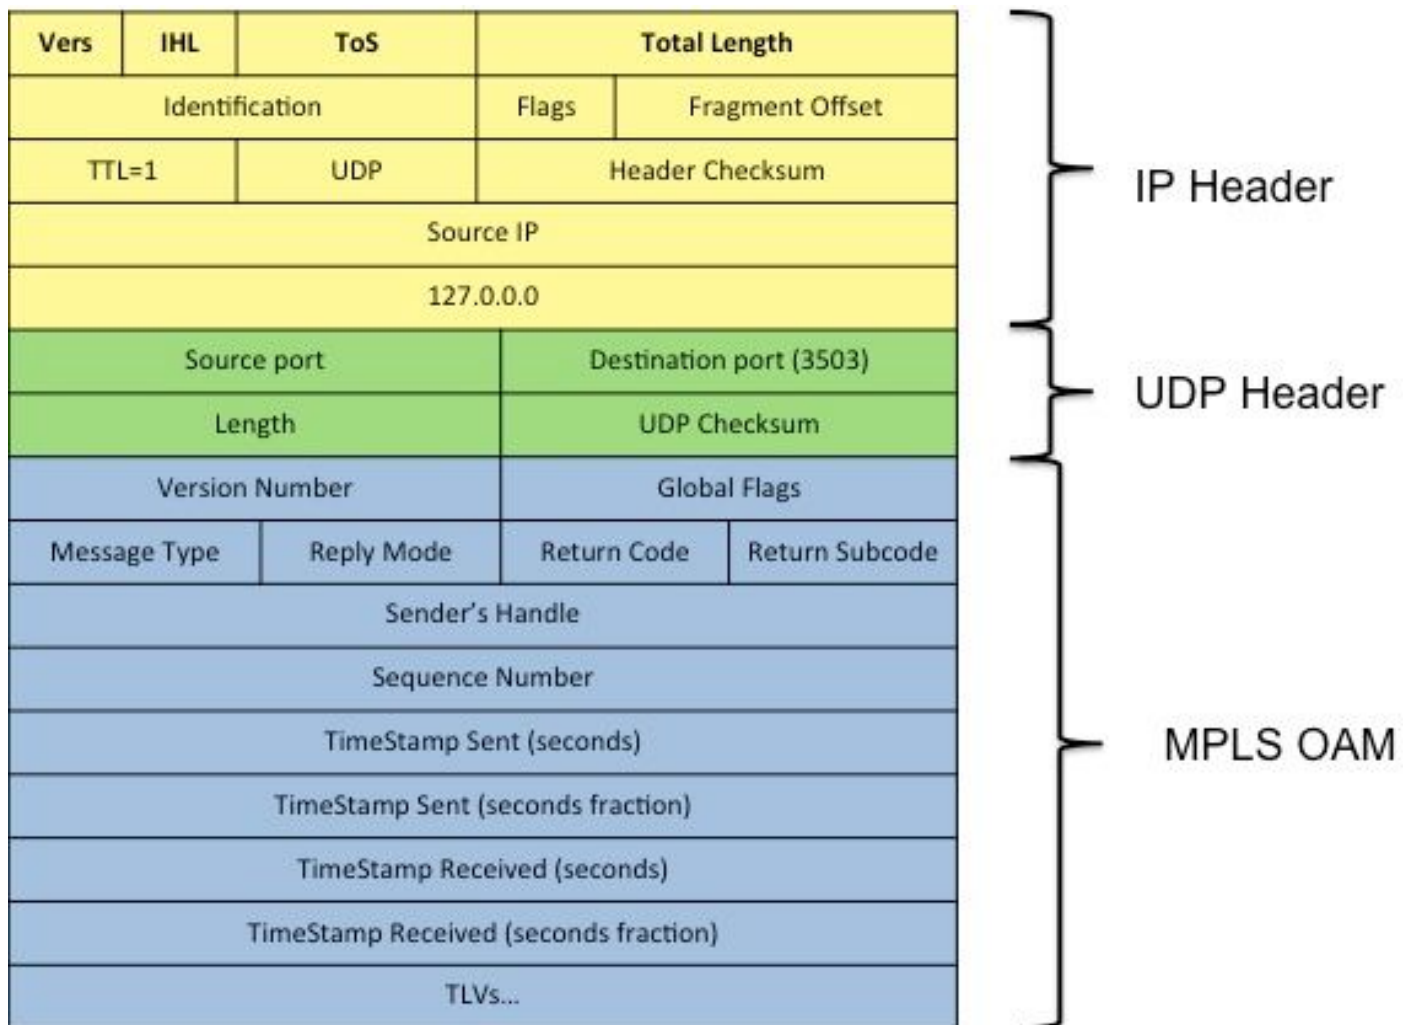 Vers IHL ToS Total Length
Identification Flags Fragment Offset
TTL=1 UDP Header Checksum
IP Header
Source IP
127.0.0.0
Source port Destination port (3503)
UDP Header
Length UDP Checksum
Version Number Global Flags
Message Type Reply Mode Return Code Return Subcode
Sender's Handle
Sequence Number
TimeStamp Sent (seconds)
MPLS OAM
TimeStamp Sent (seconds fraction)
TimeStamp Received (seconds)
TimeStamp Received (seconds fraction)
TLVs...